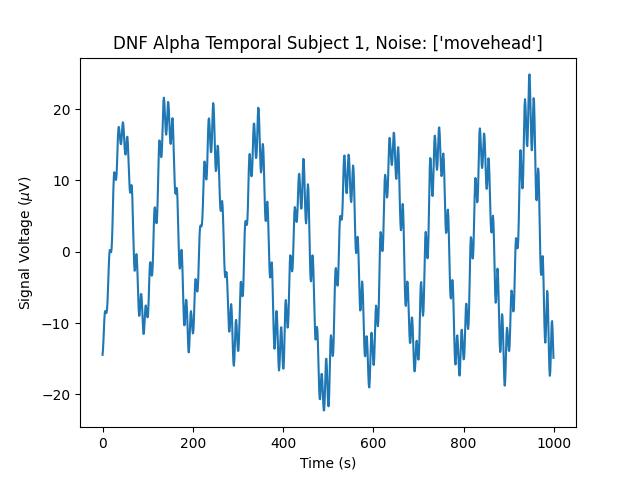 DNF Alpha Temporal Subject 1, Noise: ['movehead']
Signal Voltage (μV)
20
10
0
−10
−20
0 200 400 600 800 1000
Time (s)